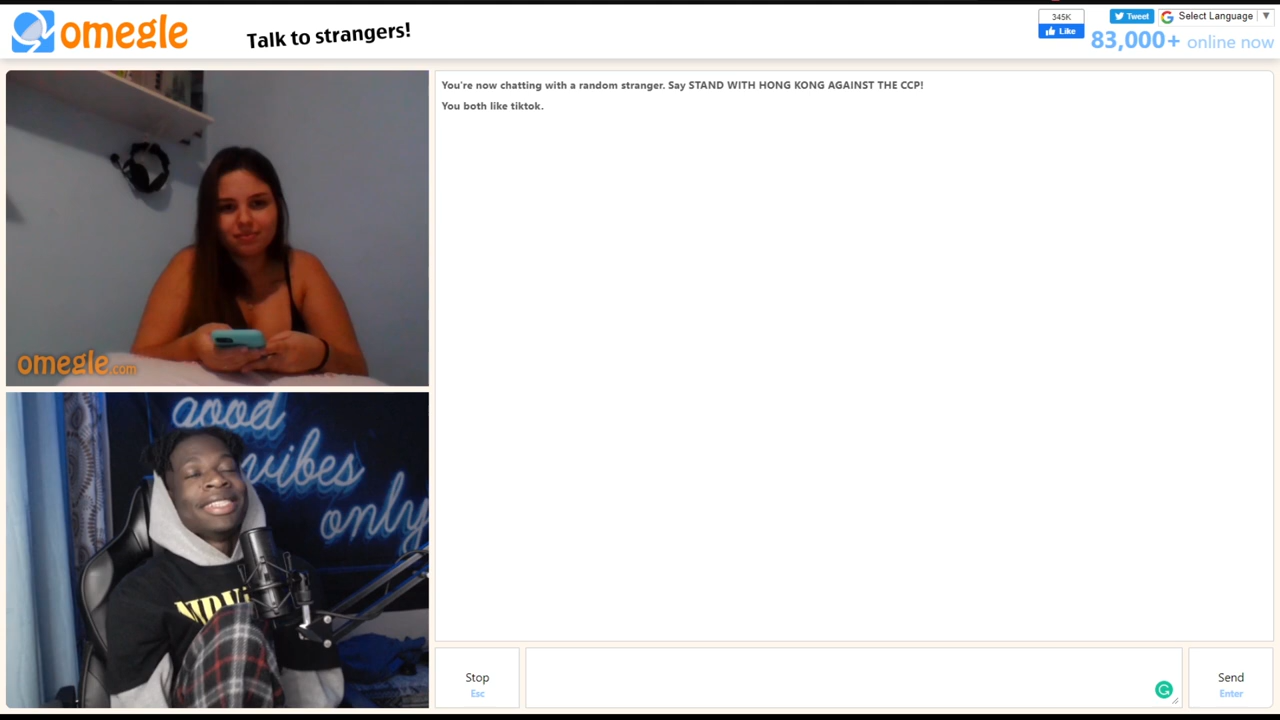 omegle
Talk to strangers!
345K
Like
Tweet
Select Language
83,000+ online now
You're now chatting with a random stranger. Say STAND WITH HONG KONG AGAINST THE CCP!
You both like tiktok.
omegle.com
good
vibes
only
Stop
Esc
Send
Enter